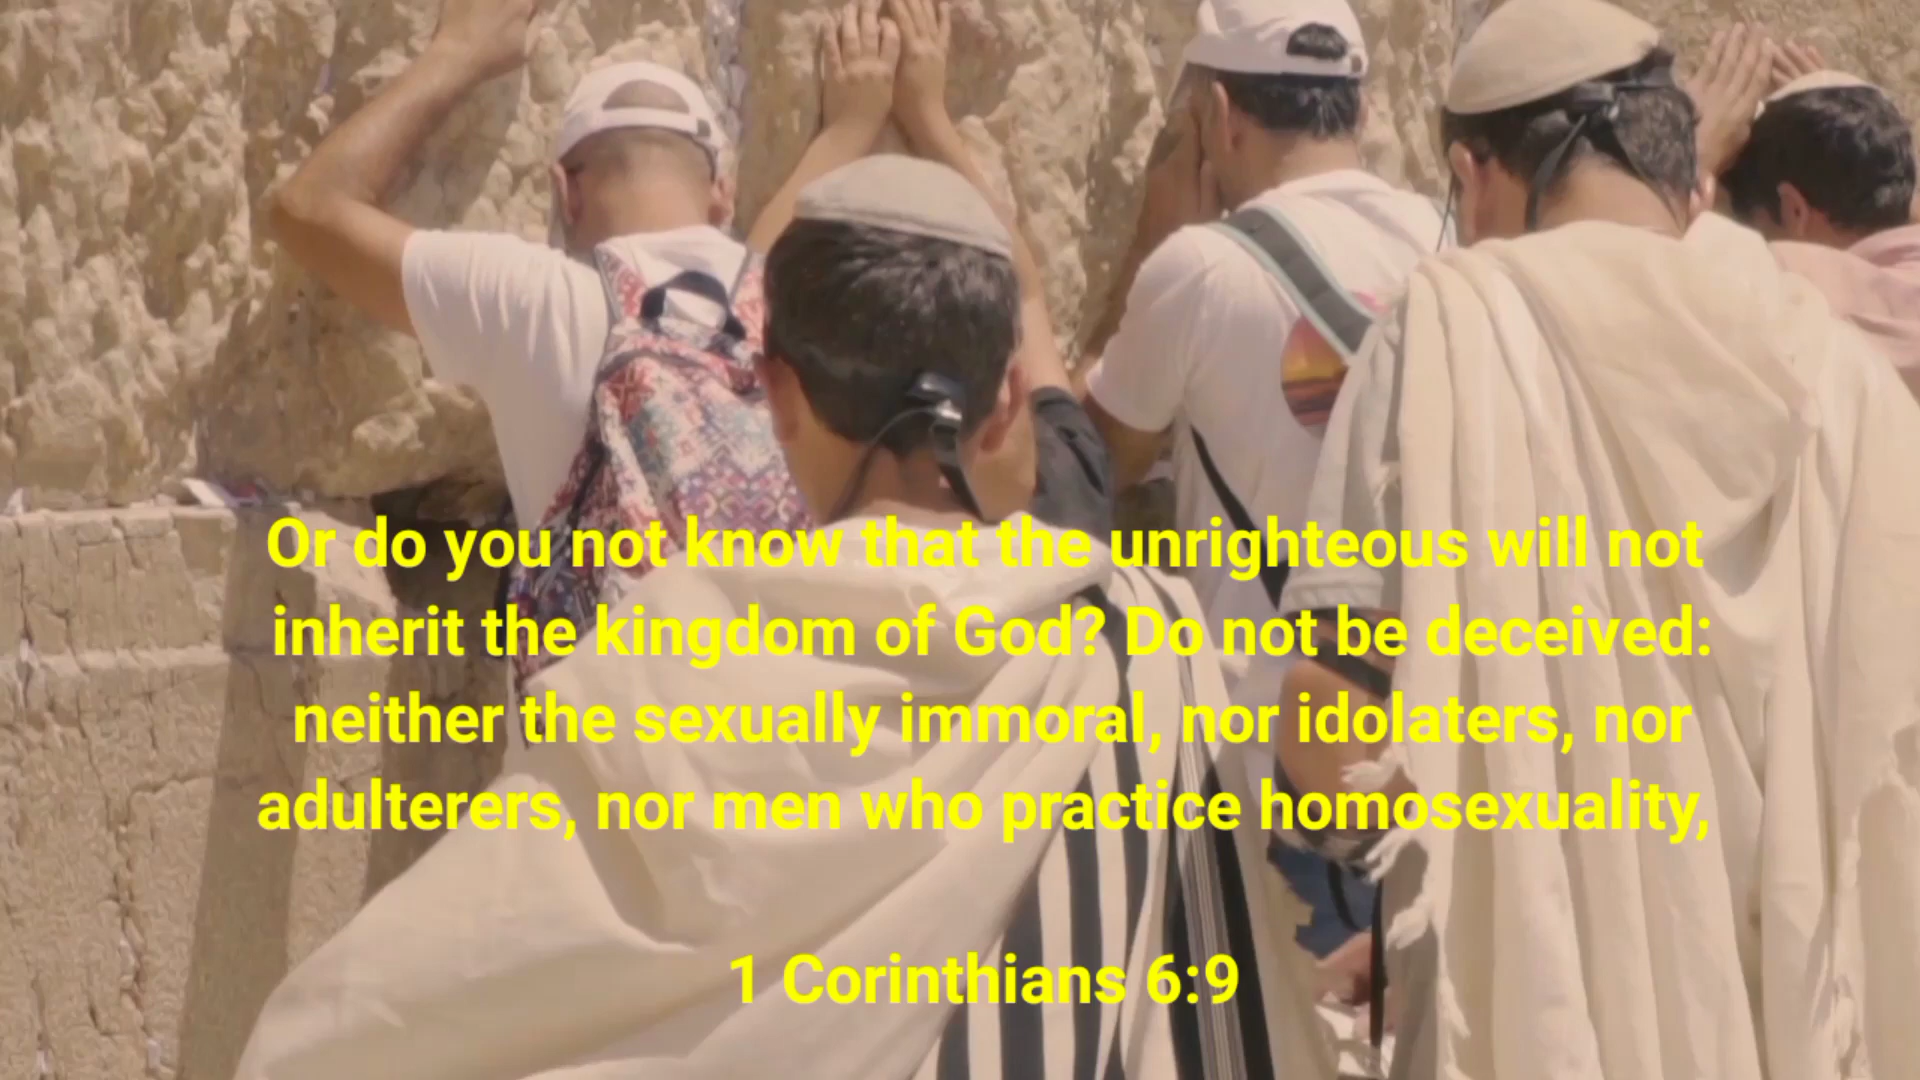 Or do you not know that the unrighteous will not
inherit the kingdom of God? Do not be deceived:
neither the sexually immoral, nor idolaters, nor
adulterers, nor men who practice homosexuality,
1 Corinthians 6:9